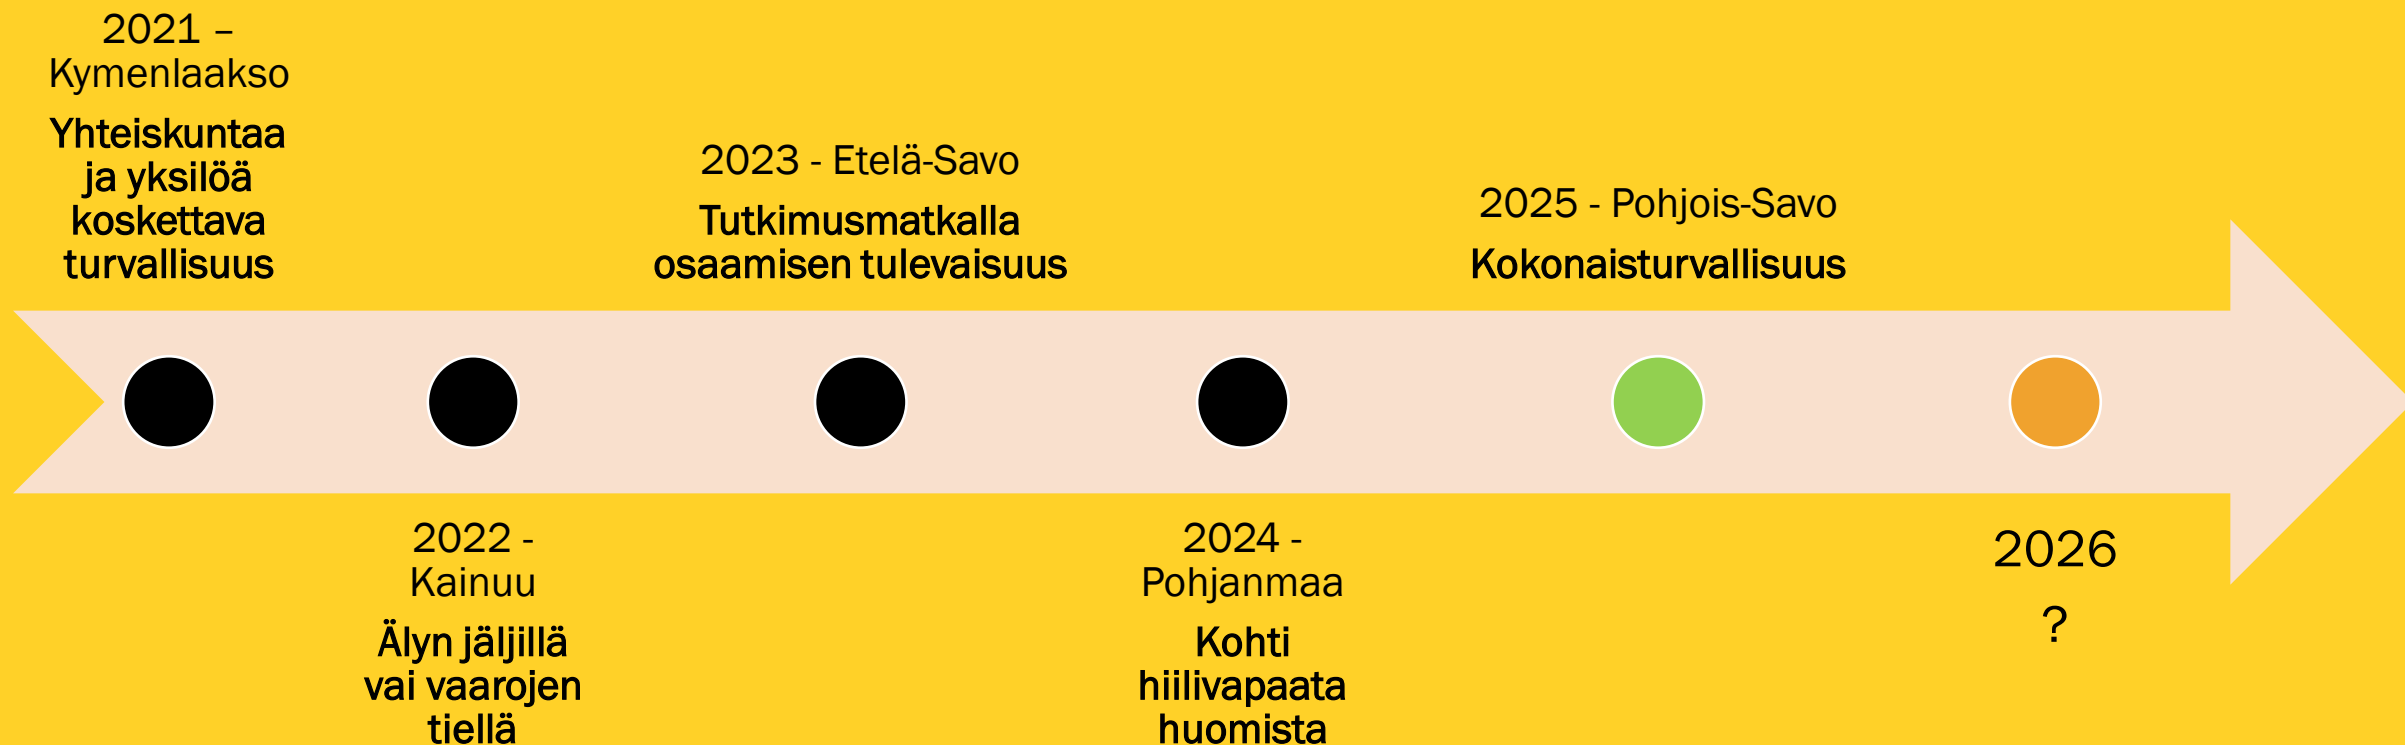 2021 –
Kymenlaakso
Yhteiskuntaa
ja yksilöä
koskettava
turvallisuus
2022 -
Kainuu
Älyn jäljillä
vai vaarojen
tiellä
2023 - Etelä-Savo
Tutkimusmatkalla
osaamisen tulevaisuus
2024 -
Pohjanmaa
Kohti
hiilivapaata
huomista
2025 - Pohjois-Savo
Kokonaisturvallisuus
2026
?